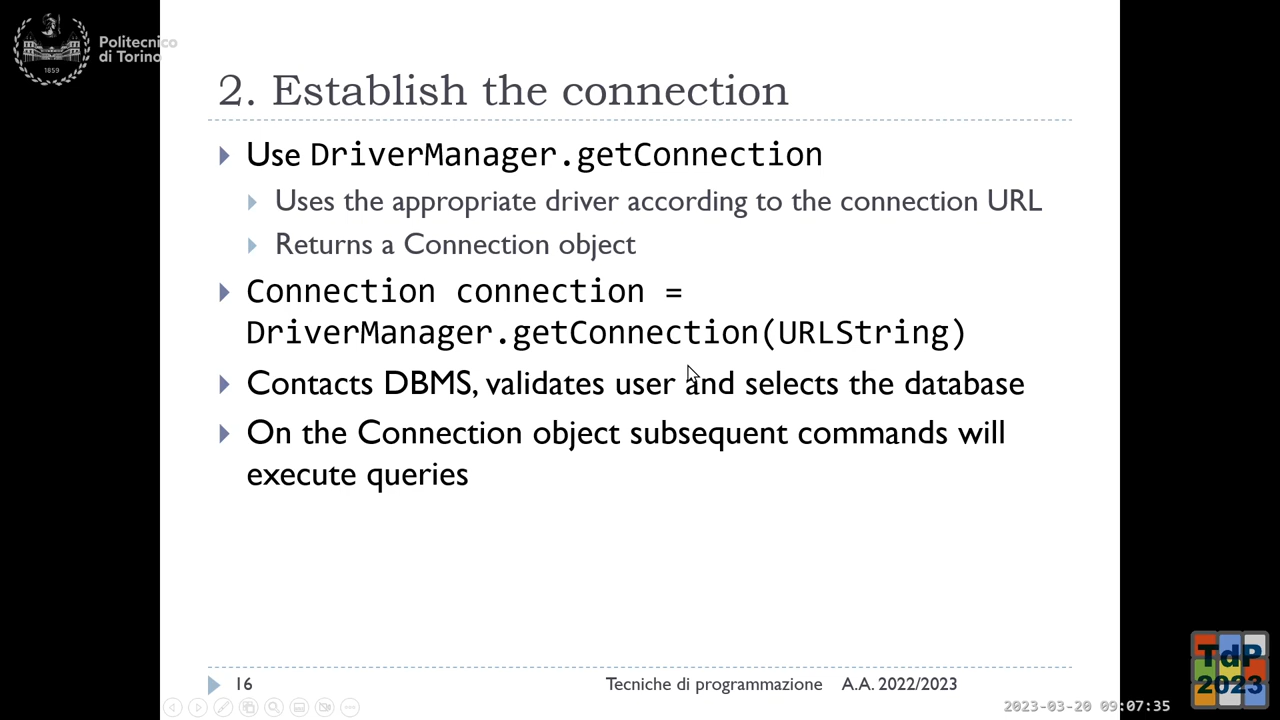 Politecnico
di Torino
1859
2. Establish the connection
Use DriverManager.getConnection
Uses the appropriate driver according to the connection URL
Returns a Connection object
Connection connection =
DriverManager.getConnection(URLString)
Contacts DBMS, validates user and selects the database
On the Connection object subsequent commands will
execute queries
16 Tecniche di programmazione A.A. 2022/2023
TdP
2023
2023-03-20 09:07:35